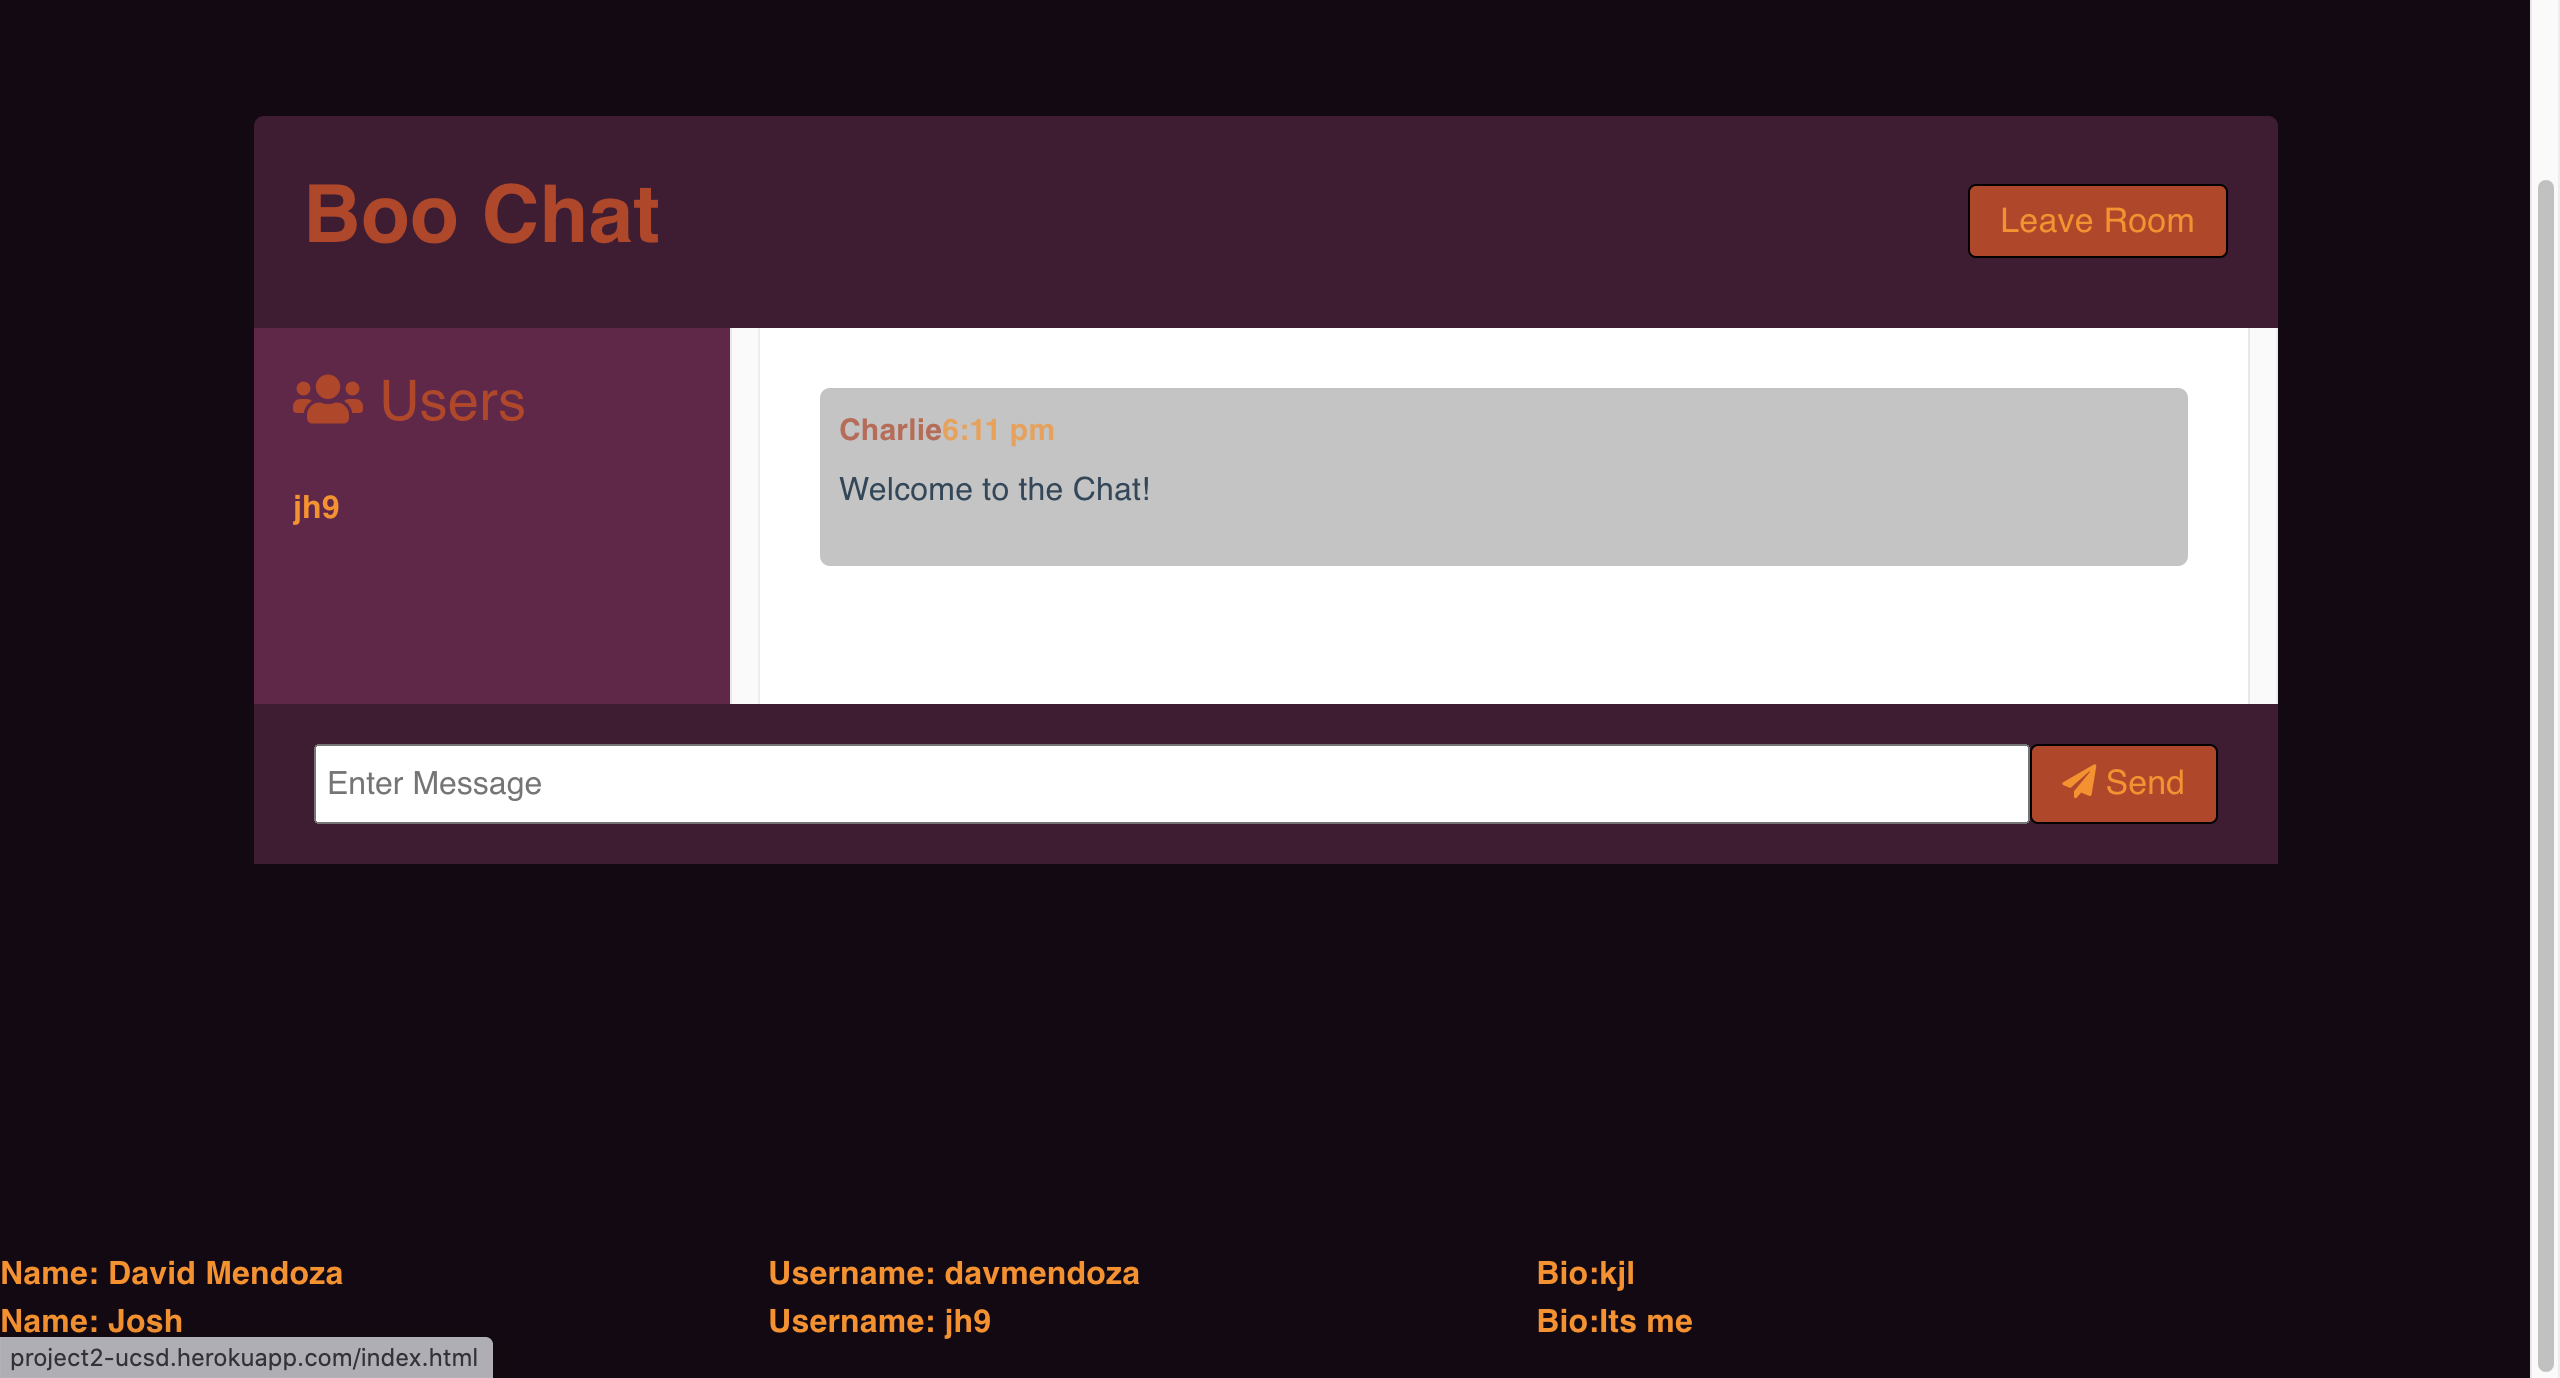 Boo Chat
Leave Room
Users
jh9
Charlie6:11 pm
Welcome to the Chat!
Enter Message
Send
Name: David Mendoza Username: davmendoza Bio:kjl
Name: Josh Username: jh9 Bio:Its me
project2-ucsd.herokuapp.com/index.html